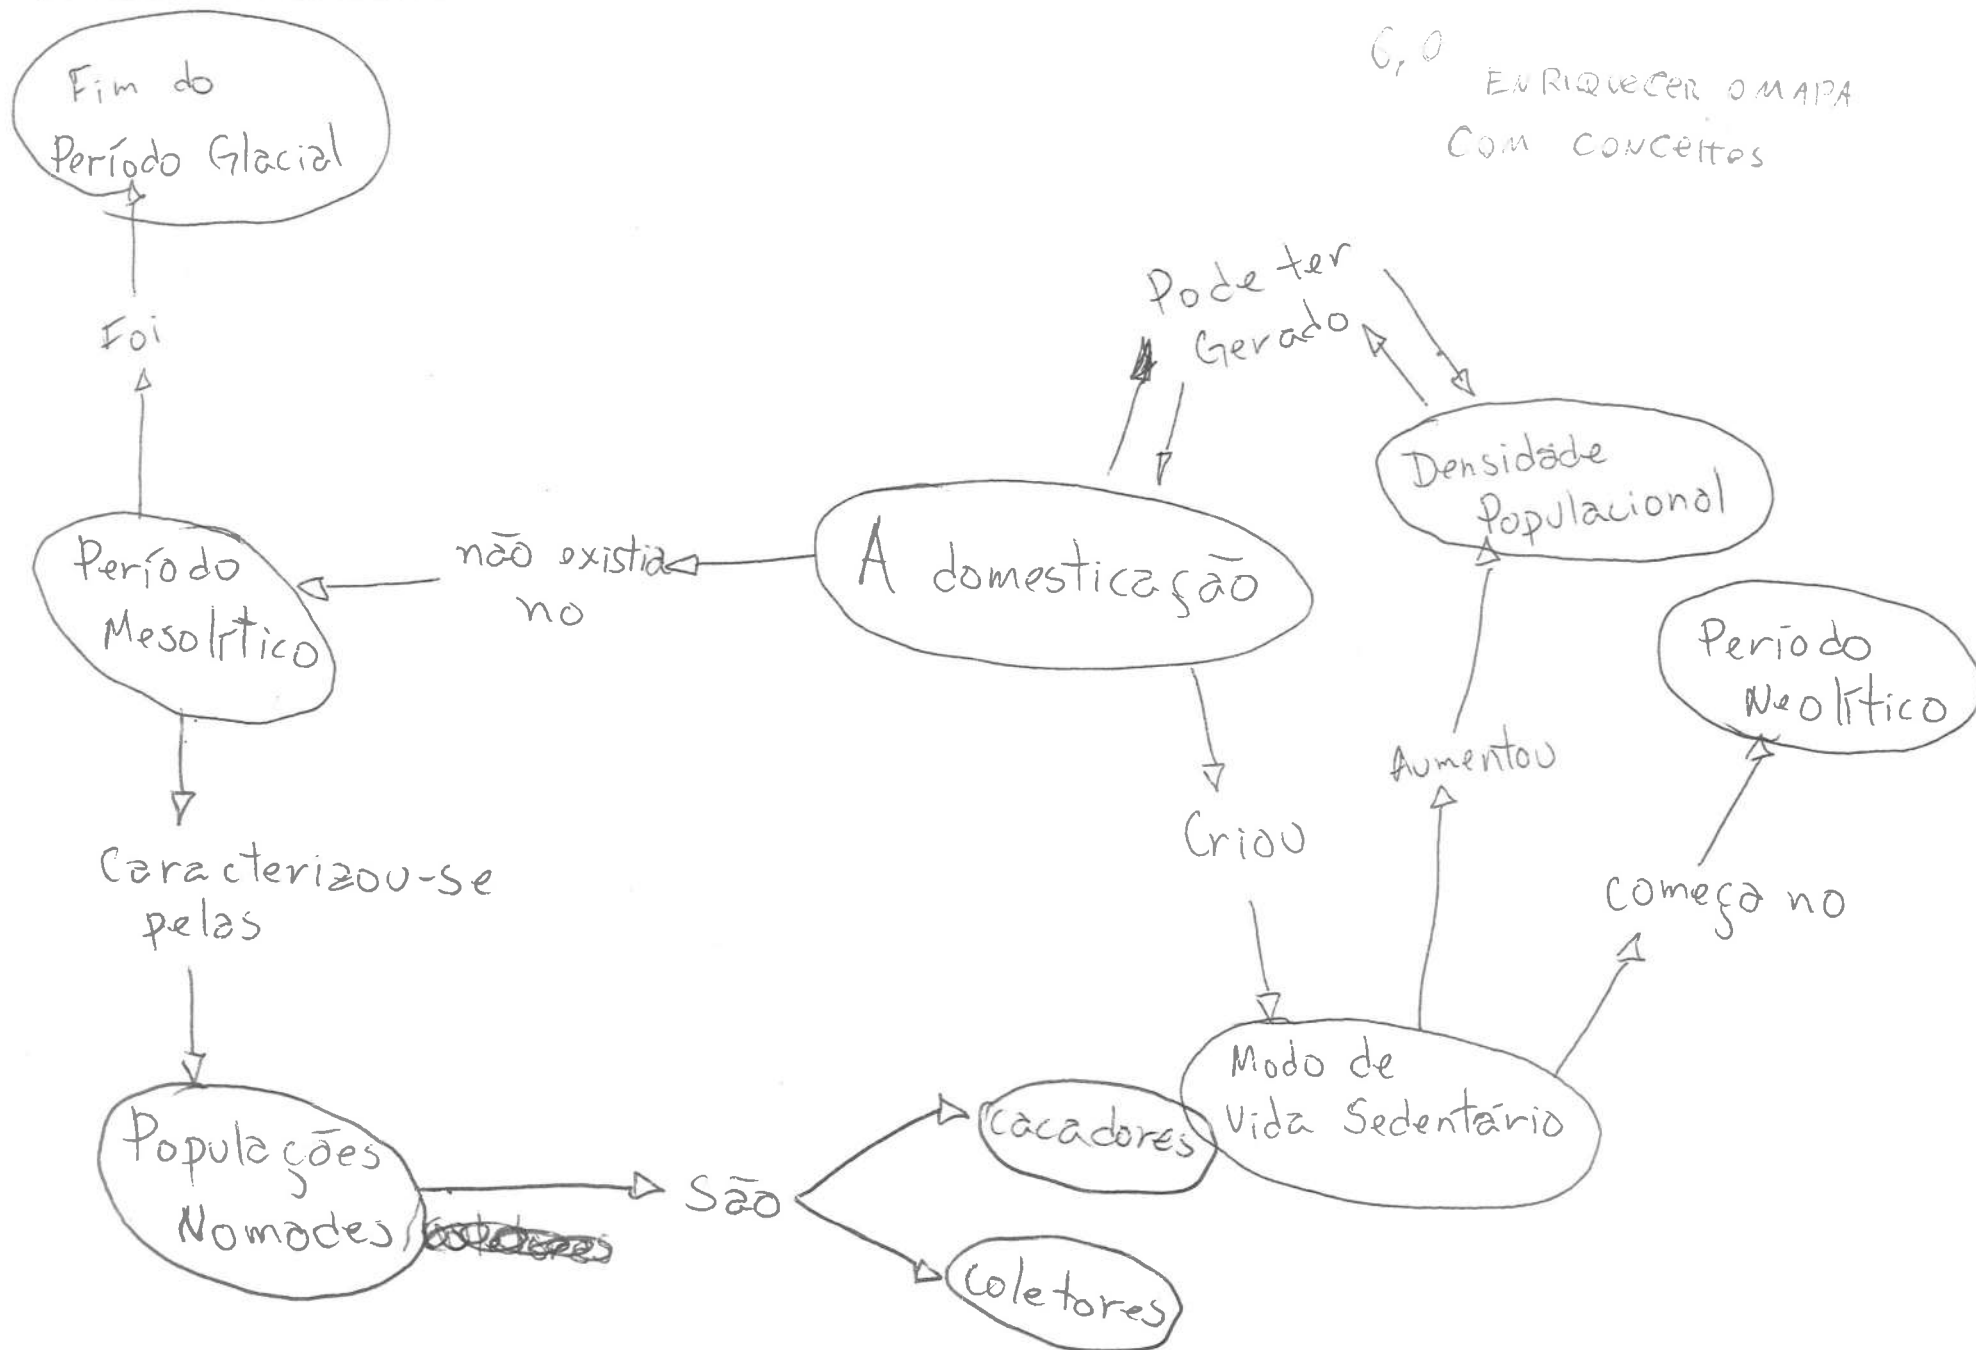 6,0
ENRIQUECER O MAPA
COM CONCEITOS
Fim do
Período Glacial
Foi
Pode ter
Gerado
Densidade
Populacional
Período
Mesolítico
não existia
no
A domesticação
Período
Neolítico
Aumentou
Criou
Começa no
Caracterizou-se
pelas
Modo de
Vida Sedentário
Populações
Nomades
São
cacadores
coletores